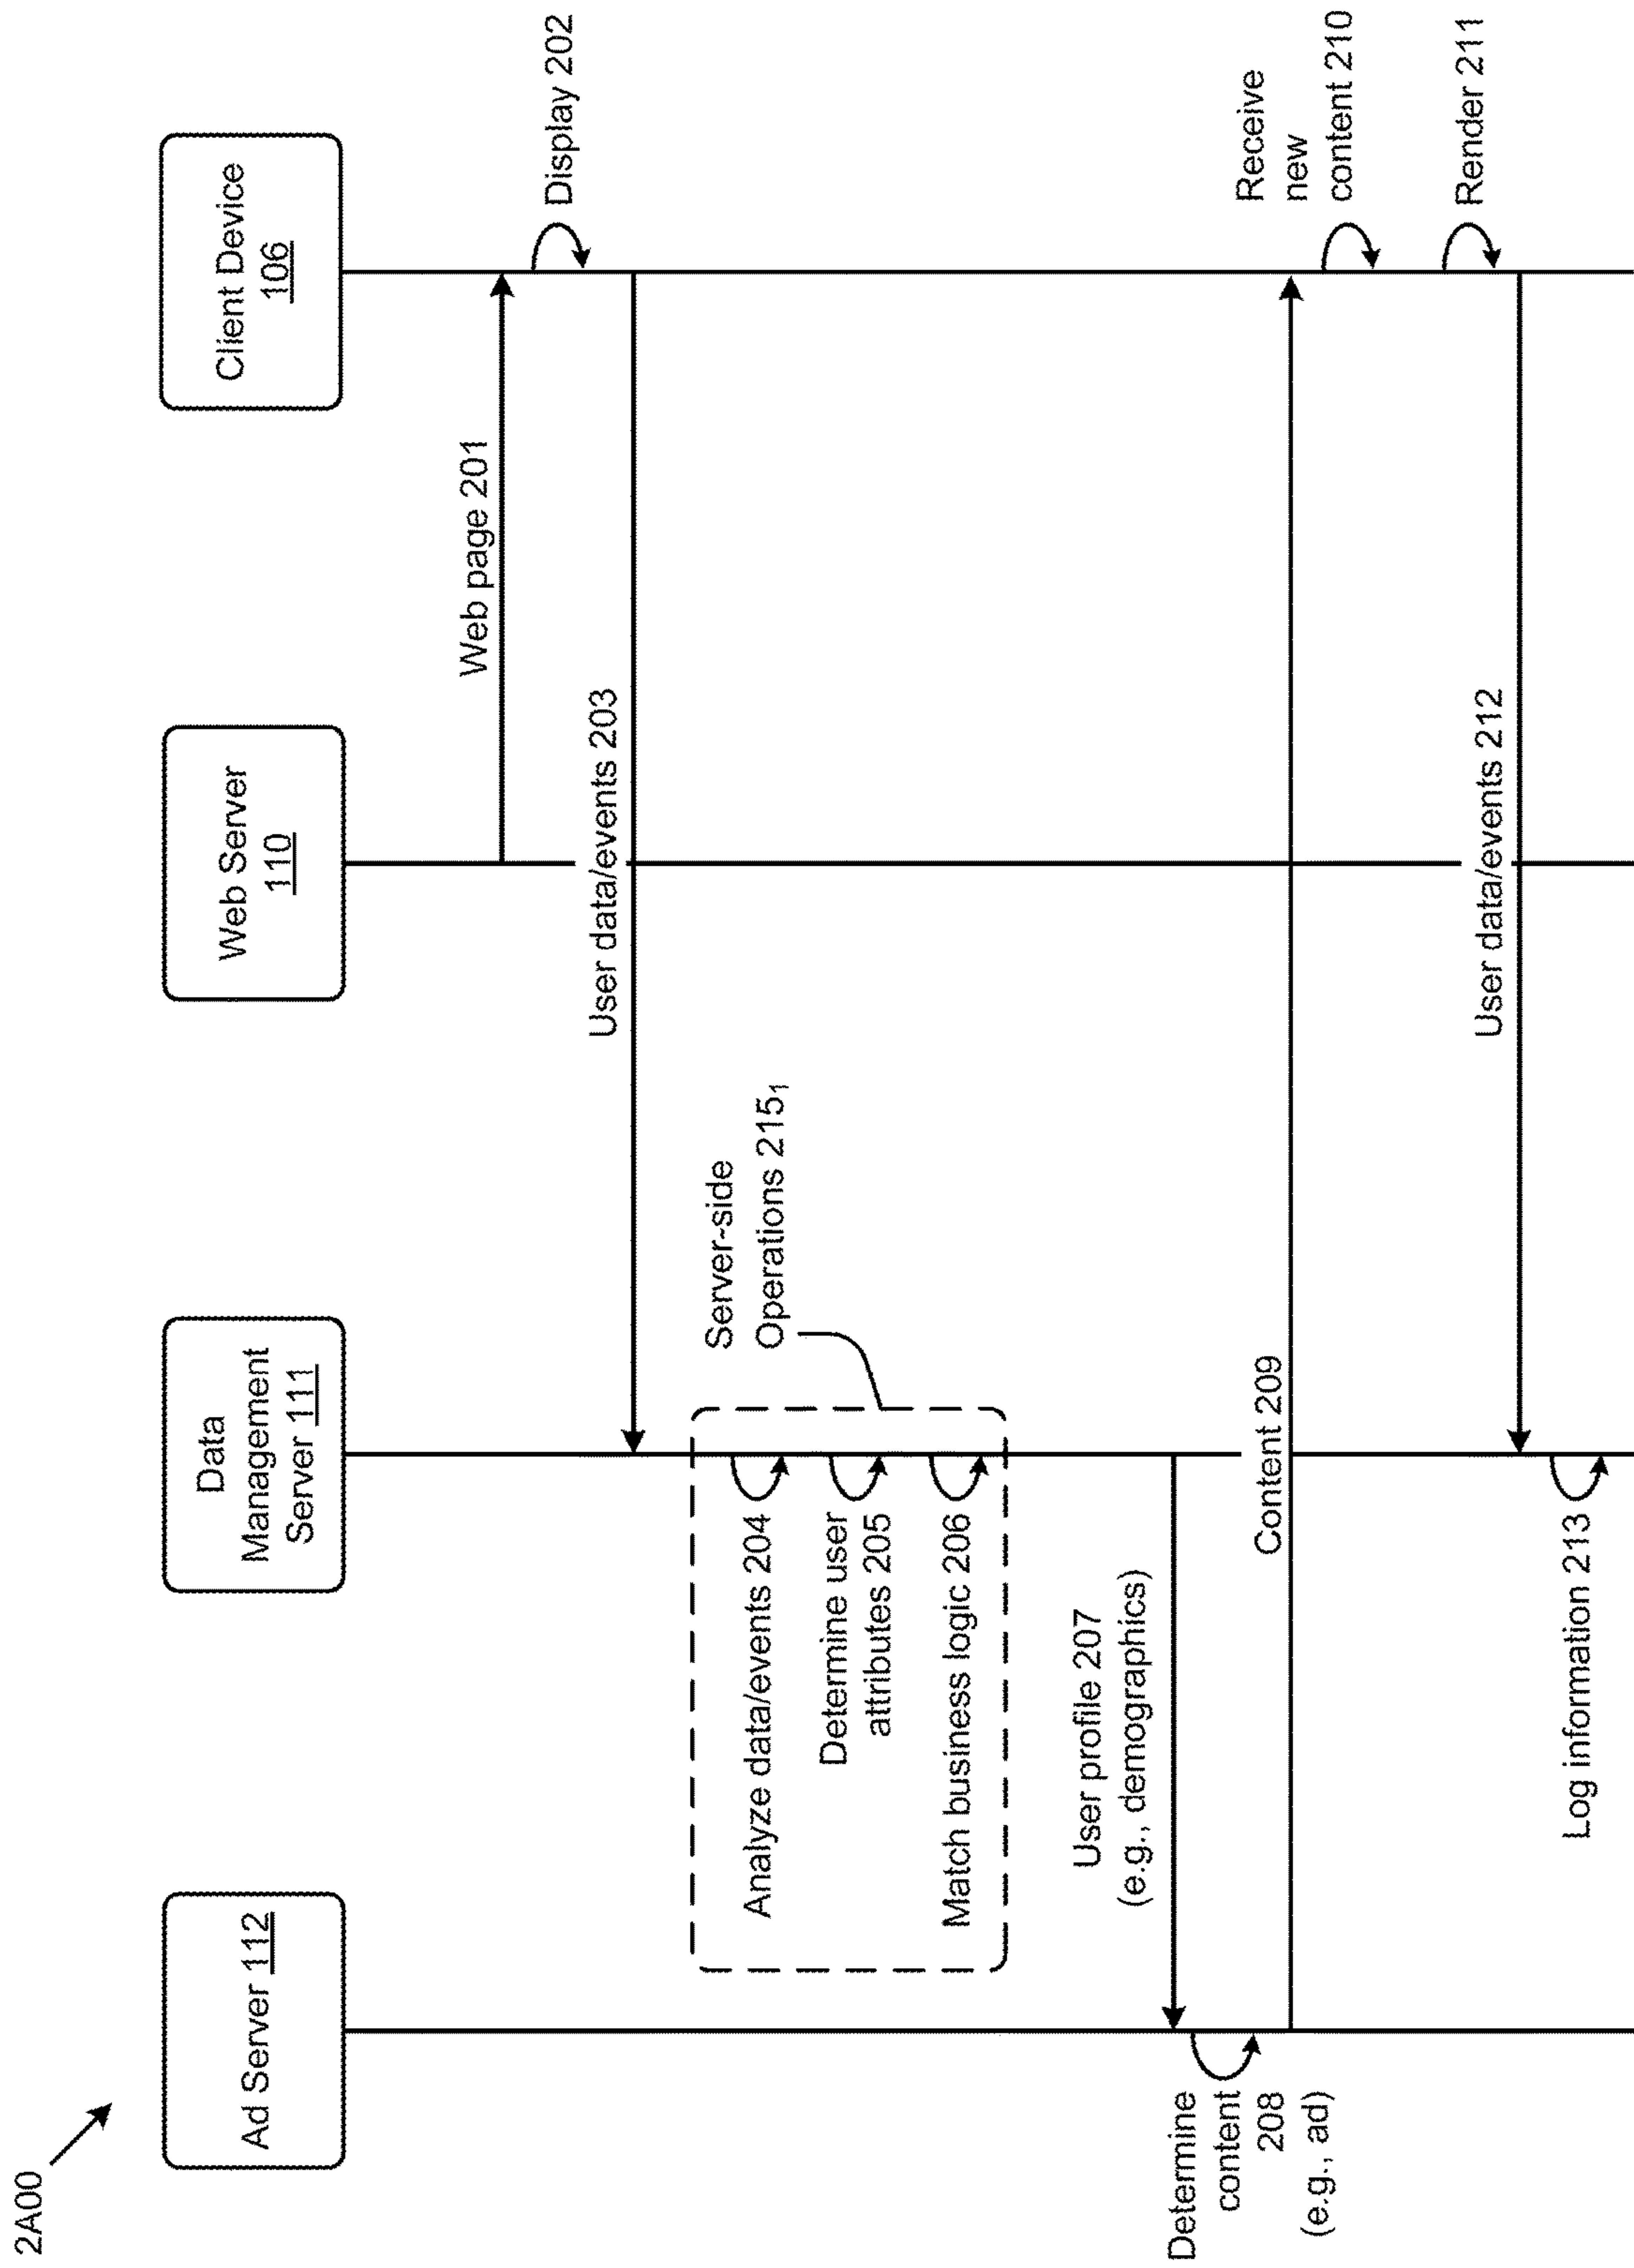 2A00
Ad Server 112
Data
Management
Server 111
Web Server
110
Client Device
106
Web page 201
Display 202
User data/events 203
Server-side
Operations 215₁
Analyze data/events 204
Determine user
attributes 205
Match business logic 206
User profile 207
(e.g., demographics)
Determine
content
208
(e.g., ad)
Content 209
Receive
new
content 210
Render 211
User data/events 212
Log information 213